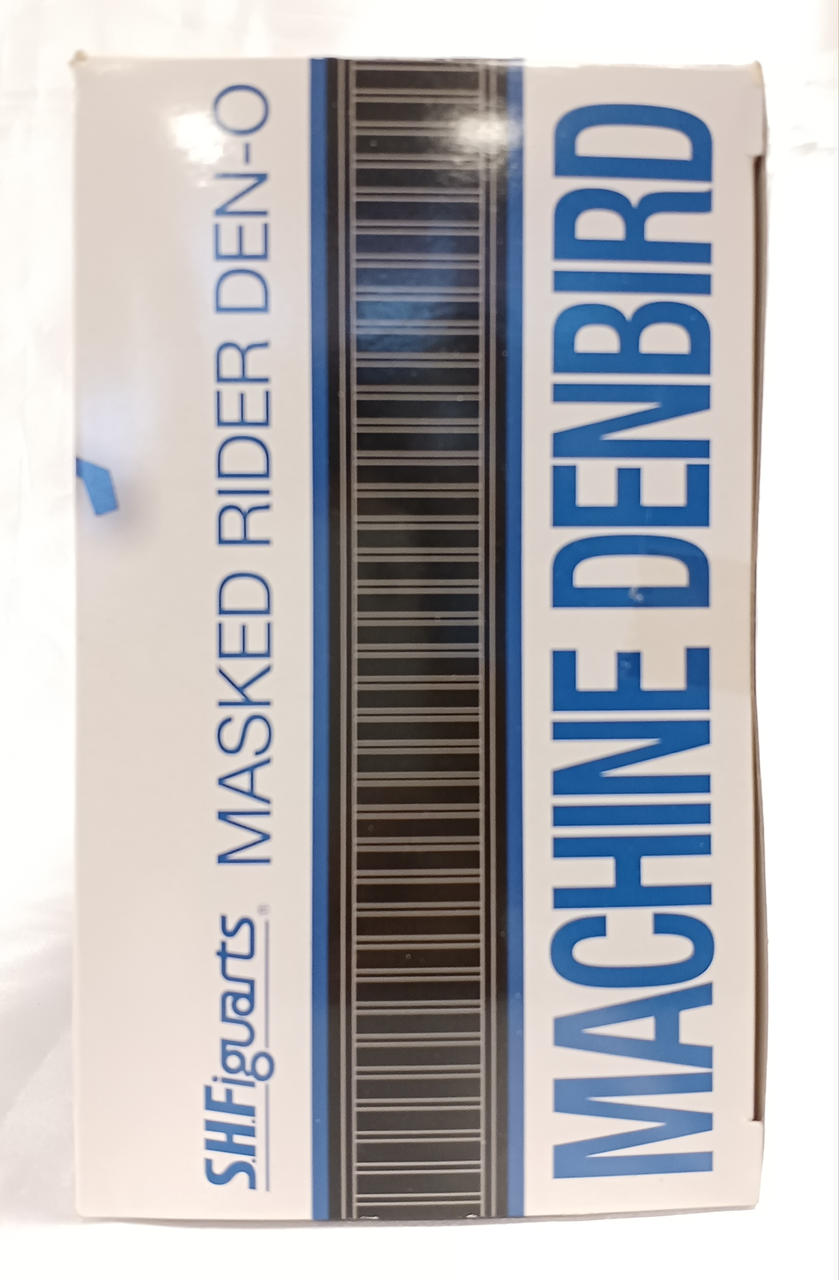 S.H.Figuarts® MASKED RIDER DEN-O
MACHINE DENBIRD